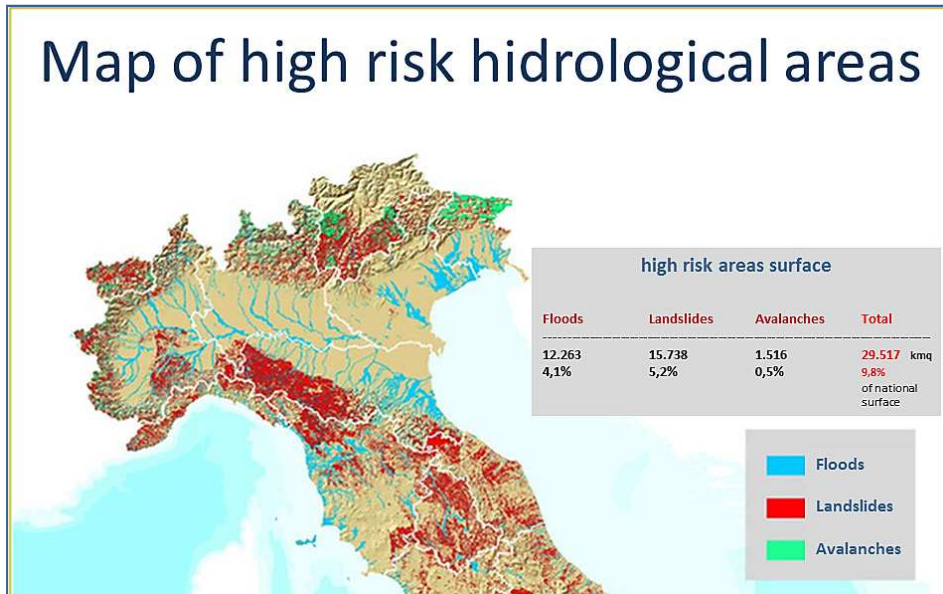 Map of high risk hidrological areas
high risk areas surface
Floods Landslides Avalanches Total
12.263 15.738 1.516 29.517 kmq
4,1% 5,2% 0,5% 9,8%
of national
surface
Floods
Landslides
Avalanches